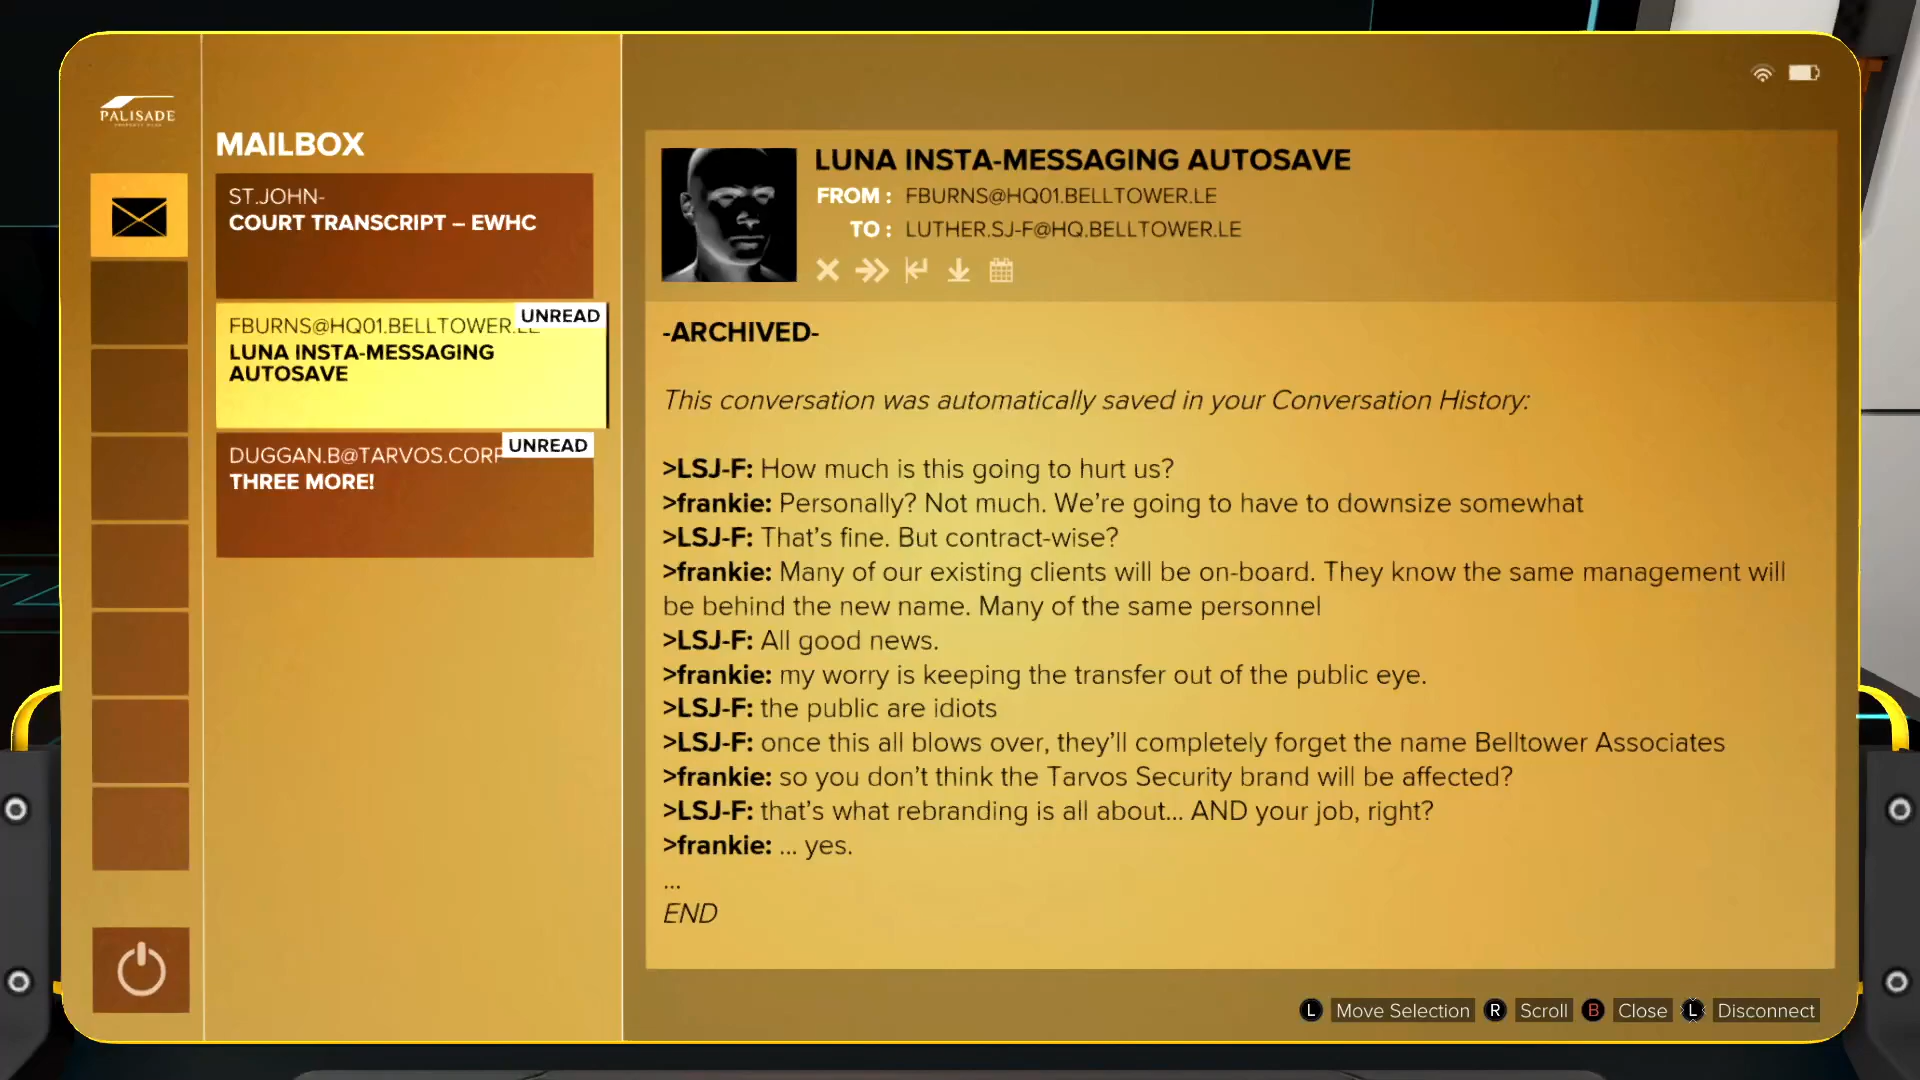 PALISADE
MAILBOX
ST.JOHN-
COURT TRANSCRIPT – EWHC
UNREAD
FBURNS@HQ01.BELLTOWER.LE
LUNA INSTA-MESSAGING
AUTOSAVE
UNREAD
DUGGAN.B@TARVOS.CORP
THREE MORE!
LUNA INSTA-MESSAGING AUTOSAVE
FROM : FBURNS@HQ01.BELLTOWER.LE
TO : LUTHER.SJ-F@HQ.BELLTOWER.LE
-ARCHIVED-
This conversation was automatically saved in your Conversation History:
>LSJ-F: How much is this going to hurt us?
>frankie: Personally? Not much. We’re going to have to downsize somewhat
>LSJ-F: That’s fine. But contract-wise?
>frankie: Many of our existing clients will be on-board. They know the same management will
be behind the new name. Many of the same personnel
>LSJ-F: All good news.
>frankie: my worry is keeping the transfer out of the public eye.
>LSJ-F: the public are idiots
>LSJ-F: once this all blows over, they’ll completely forget the name Belltower Associates
>frankie: so you don’t think the Tarvos Security brand will be affected?
>LSJ-F: that’s what rebranding is all about... AND your job, right?
>frankie: ... yes.
...
END
L Move Selection R Scroll B Close L Disconnect